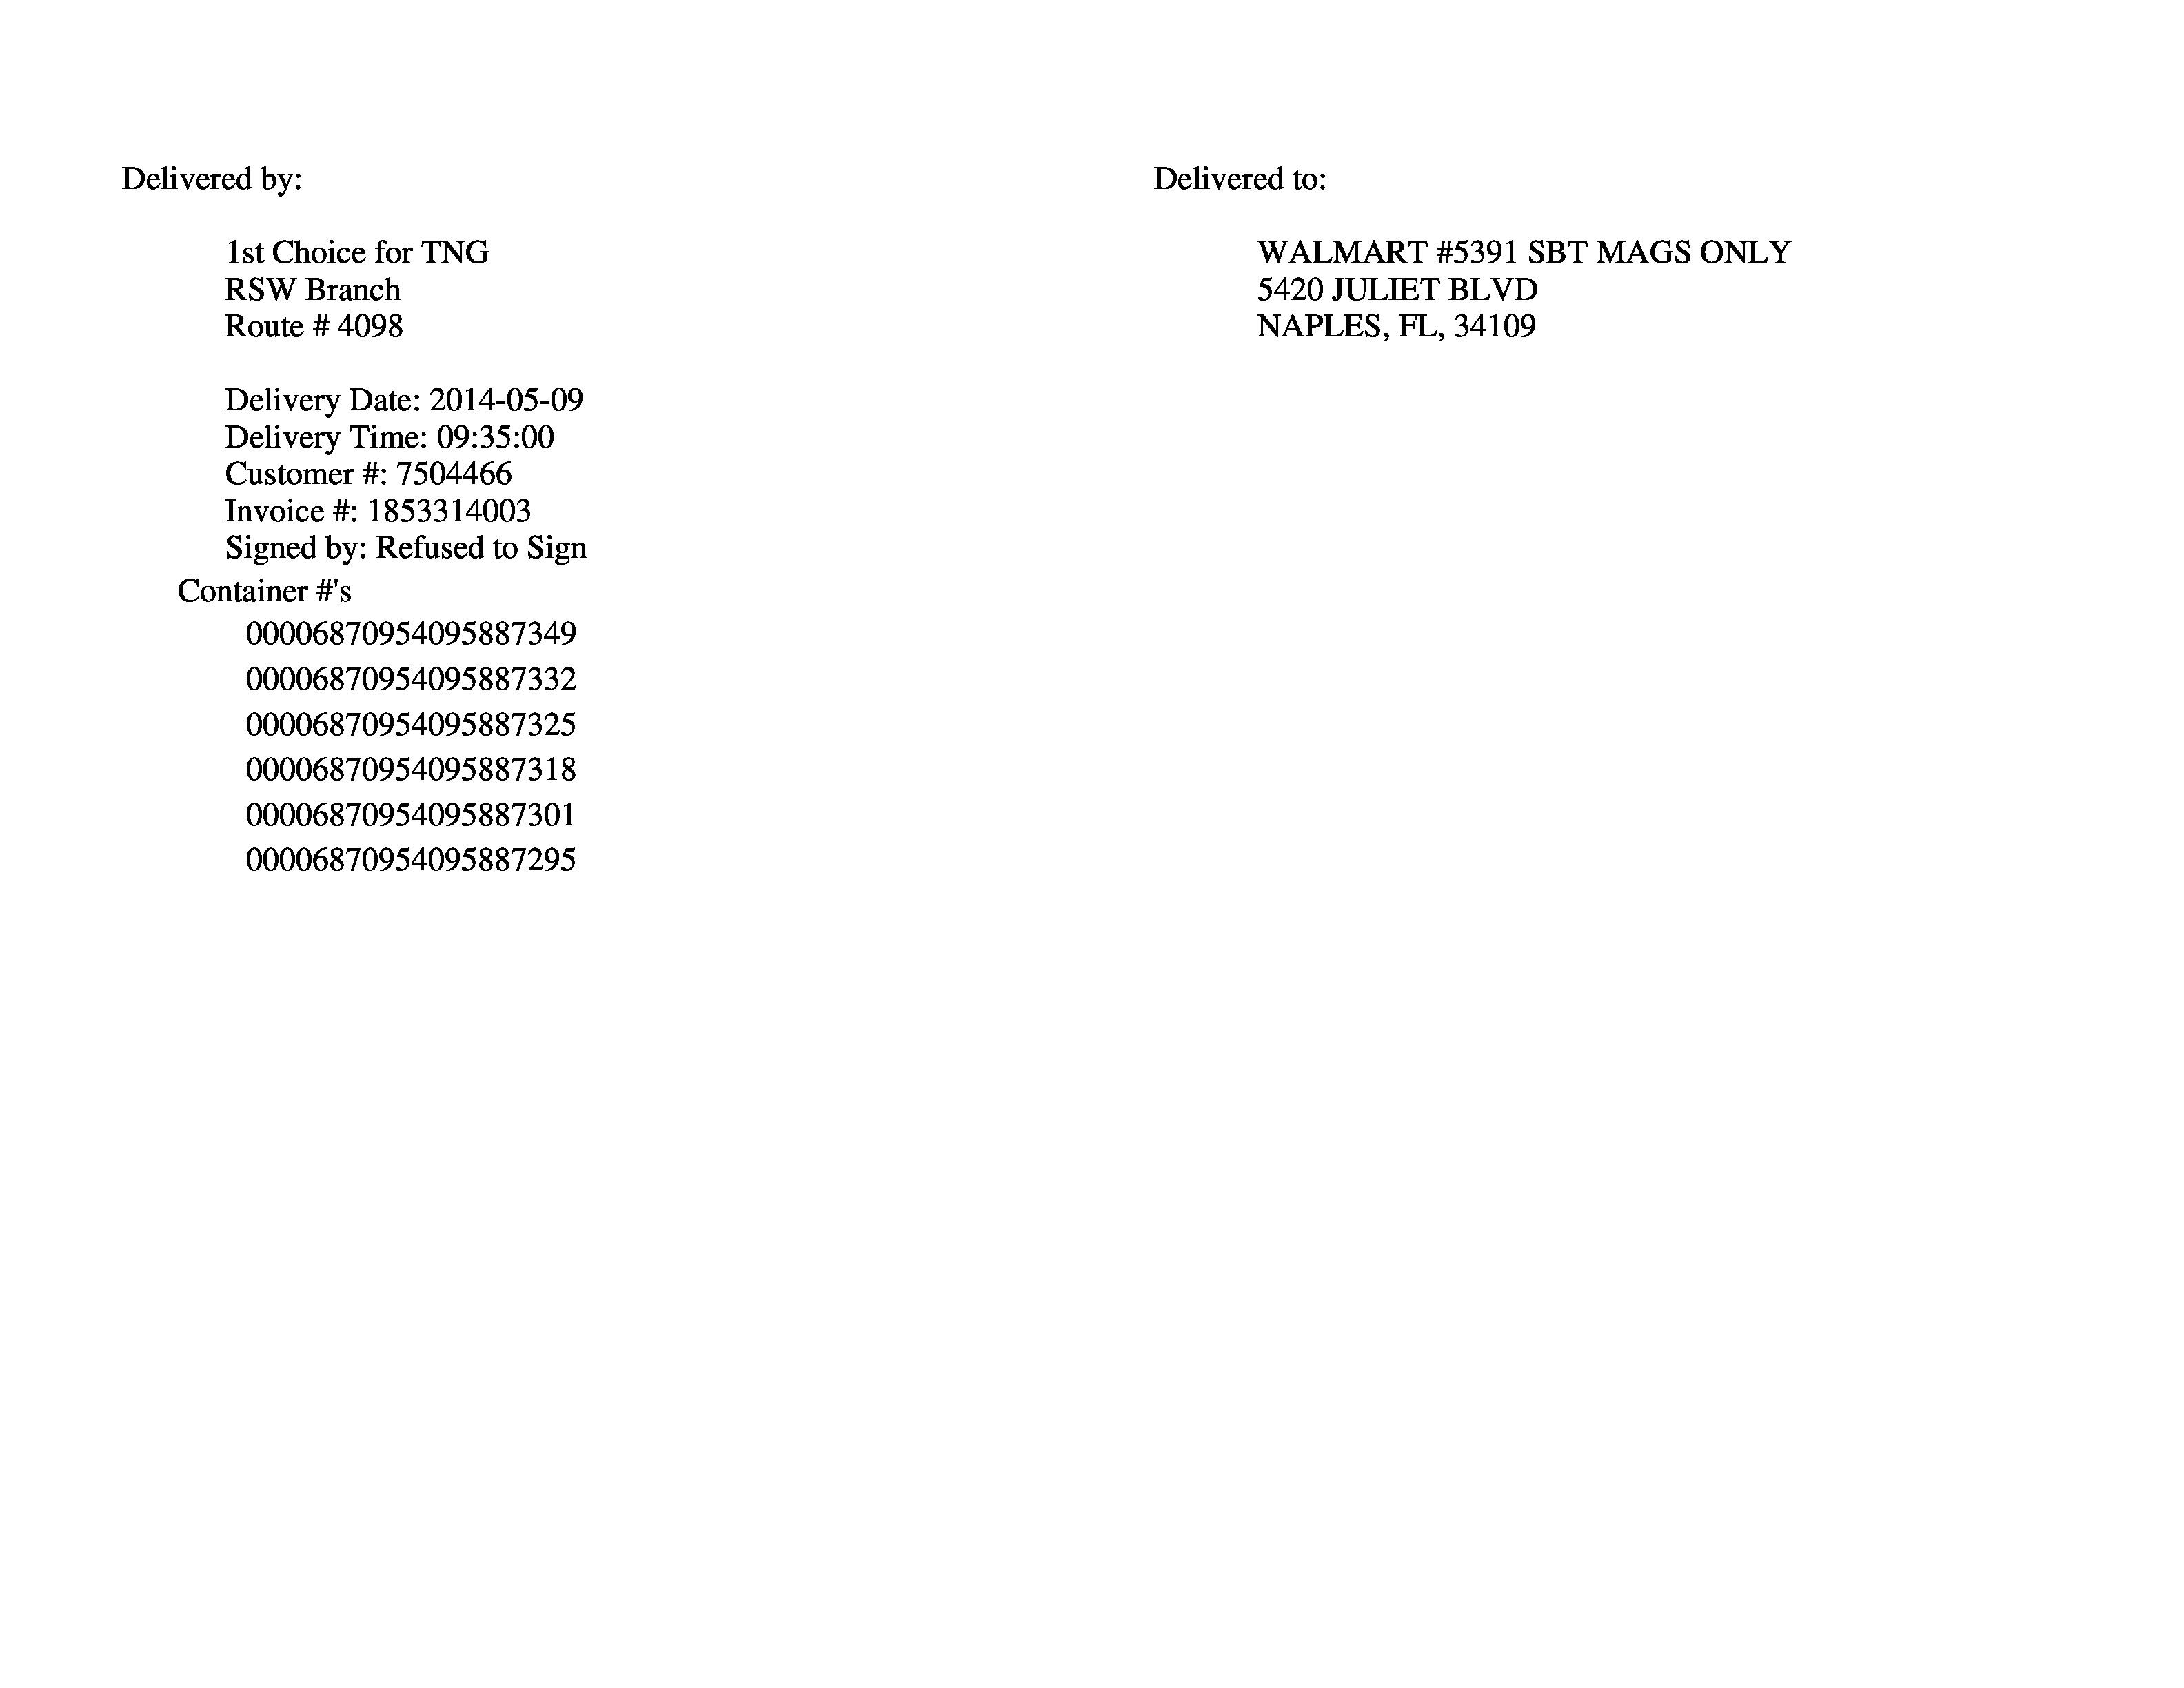 Delivered by:
1st Choice for TNG
RSW Branch
Route # 4098
Delivery Date: 2014-05-09
Delivery Time: 09:35:00
Customer #: 7504466
Invoice #: 1853314003
Signed by: Refused to Sign
Container #'s
00006870954095887349
00006870954095887332
00006870954095887325
00006870954095887318
00006870954095887301
00006870954095887295
Delivered to:
WALMART #5391 SBT MAGS ONLY
5420 JULIET BLVD
NAPLES, FL, 34109